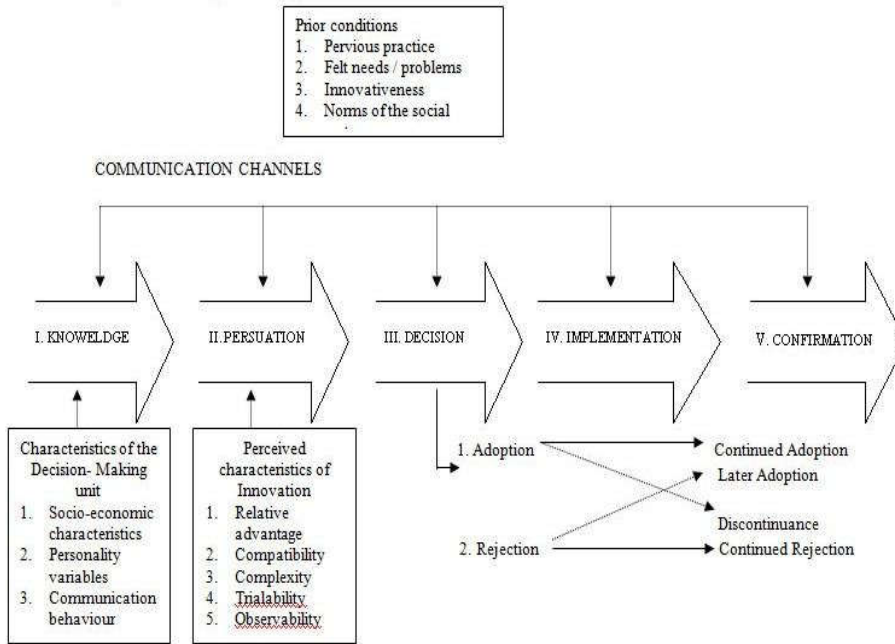 Prior conditions
1. Pervious practice
2. Felt needs / problems
3. Innovativeness
4. Norms of the social
COMMUNICATION CHANNELS
I. KNOWELDGE
II. PERSUATION
III. DECISION
IV. IMPLEMENTATION
V. CONFIRMATION
Characteristics of the
Decision- Making
unit
1. Socio-economic
characteristics
2. Personality
variables
3. Communication
behaviour
Perceived
characteristics of
Innovation
1. Relative
advantage
2. Compatibility
3. Complexity
4. Trialability
5. Observability
1. Adoption
2. Rejection
Continued Adoption
Later Adoption
Discontinuance
Continued Rejection